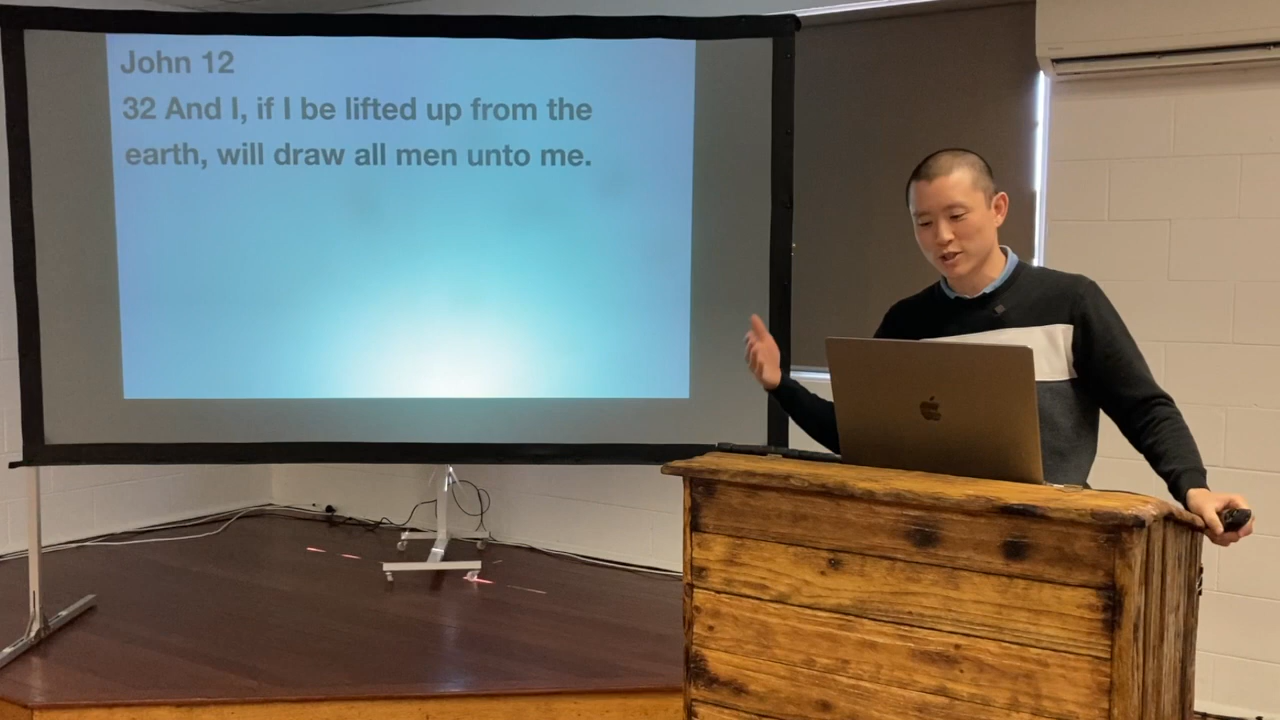 John 12
32 And I, if I be lifted up from the
earth, will draw all men unto me.